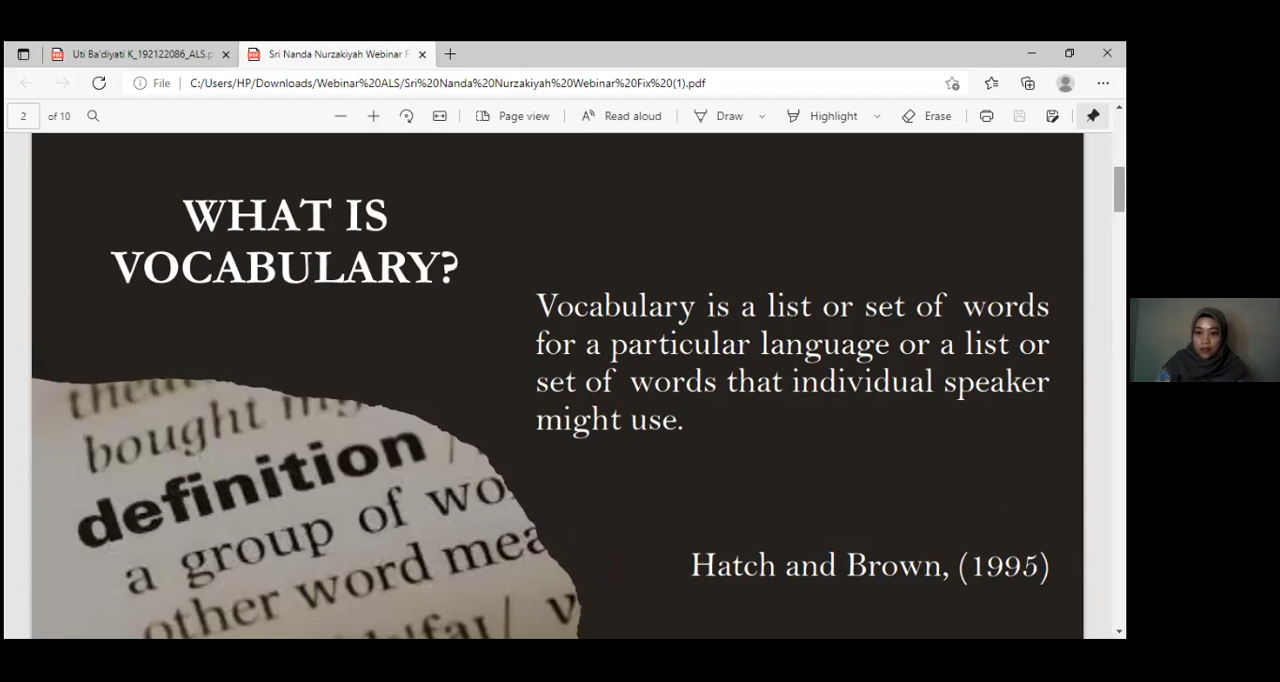 Uti Ba'diyati K_192122086_ALS.p
Sri Nanda Nurzakiyah Webinar F
File
C:/Users/HP/Downloads/Webinar%20ALS/Sri%20Nanda%20Nurzakiyah%20Webinar%20Fix%20(1).pdf
2 of 10
Page view
Read aloud
Draw
Highlight
Erase
WHAT IS
VOCABULARY?
Vocabulary is a list or set of words
for a particular language or a list or
set of words that individual speaker
might use.
Hatch and Brown, (1995)
bought
definition /
a group of wo
other word mea